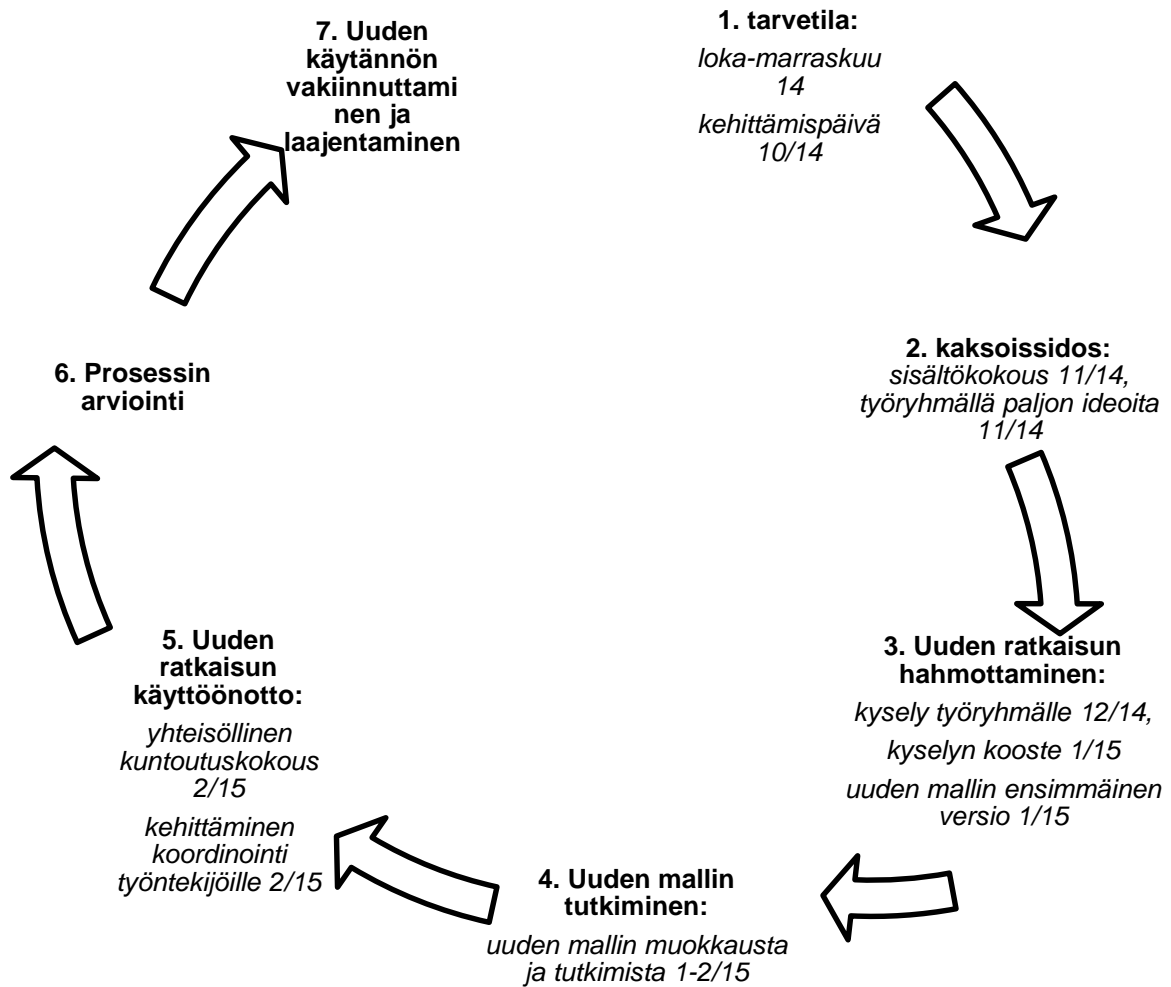 1. tarvetila:
loka-marraskuu
14
kehittämispäivä
10/14
2. kaksoissidos:
sisältökokous 11/14,
työryhmällä paljon ideoita
11/14
3. Uuden ratkaisun
hahmottaminen:
kysely työryhmälle 12/14,
kyselyn kooste 1/15
uuden mallin ensimmäinen
versio 1/15
4. Uuden mallin
tutkiminen:
uuden mallin muokkausta
ja tutkimista 1-2/15
5. Uuden
ratkaisun
käyttöönotto:
yhteisöllinen
kuntoutuskokous
2/15
kehittäminen
koordinointi
työntekijöille 2/15
6. Prosessin
arviointi
7. Uuden
käytännön
vakiinnuttami
nen ja
laajentaminen